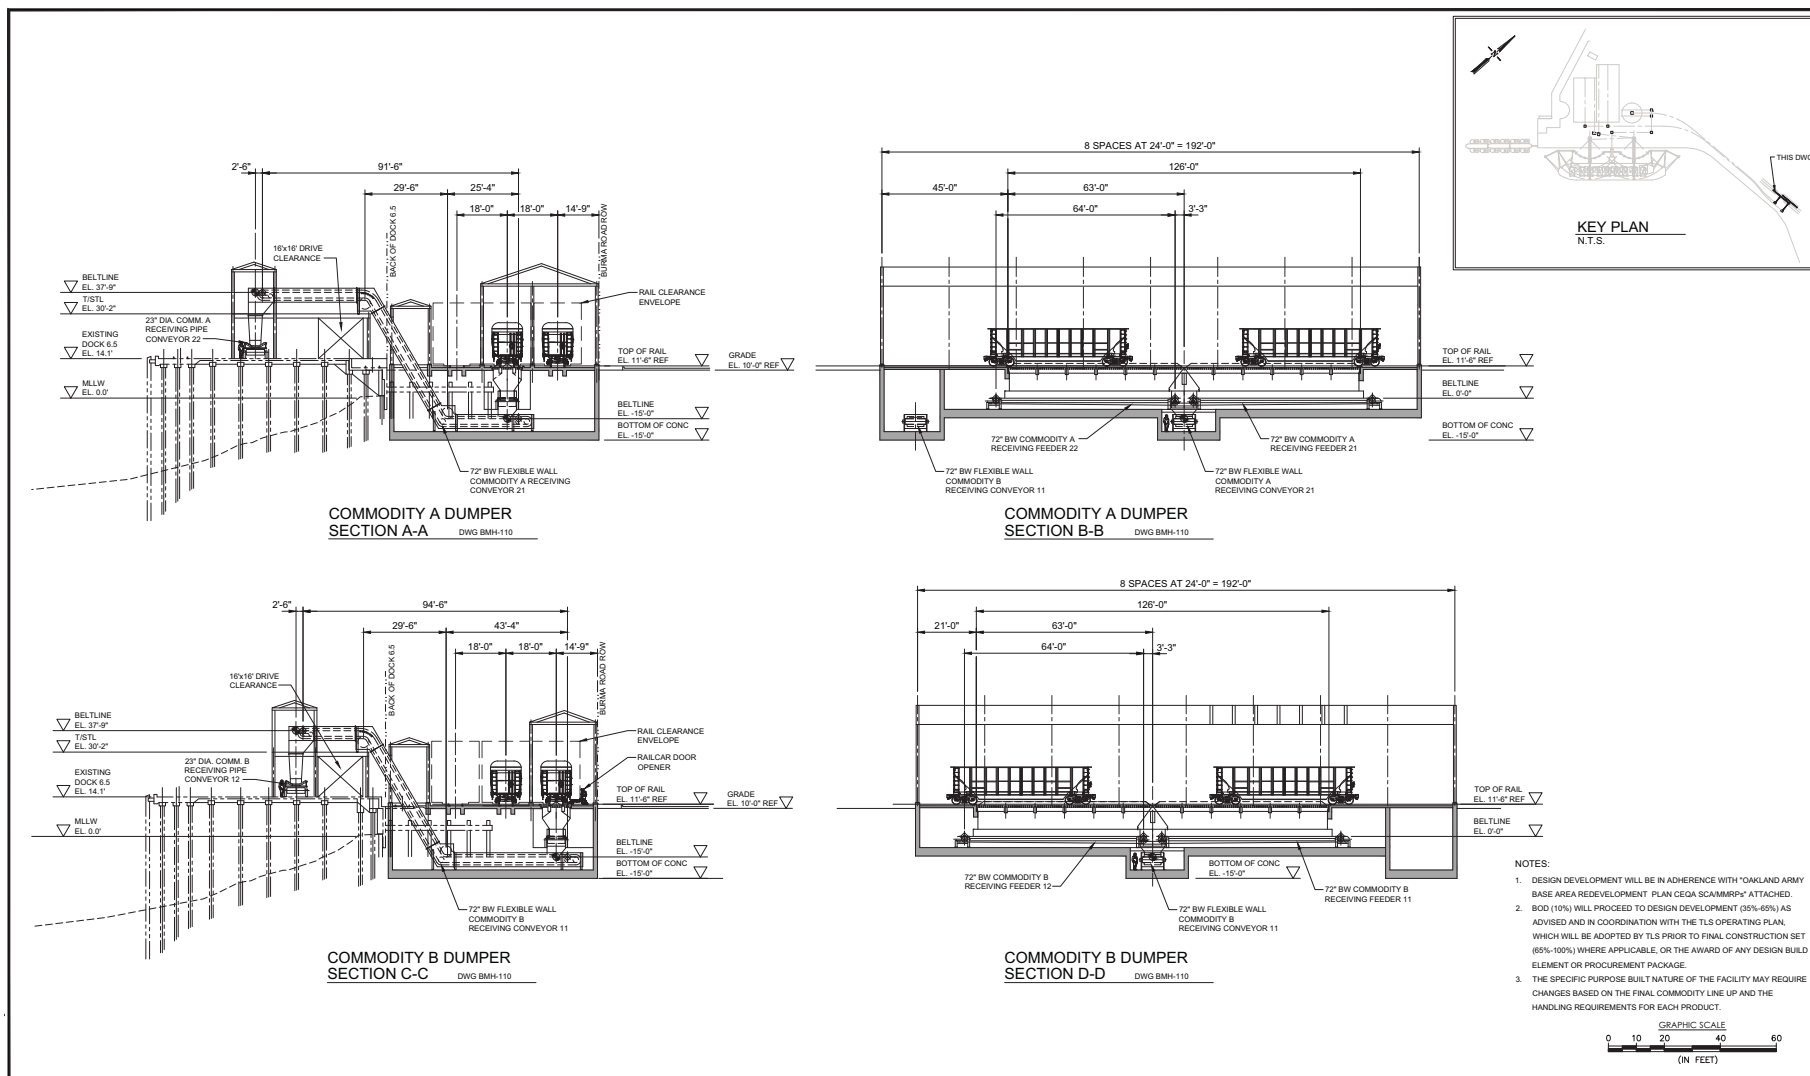 THIS DWG
KEY PLAN
N.T.S.
2'-6"
91'-6"
29'-6"
25'-4"
18'-0"
18'-0"
14'-9"
BACK OF DOCK 6.5
BURMA ROAD ROW
16'x16' DRIVE
CLEARANCE
BELTLINE
EL. 37'-9"
T/STL
EL. 30'-2"
23" DIA. COMM. A
RECEIVING PIPE
CONVEYOR 22
EXISTING
DOCK 6.5
EL. 14.1'
MLLW
EL. 0.0'
RAIL CLEARANCE
ENVELOPE
TOP OF RAIL
EL. 11'-6" REF
GRADE
EL. 10'-0" REF
BELTLINE
EL. -15'-0"
BOTTOM OF CONC
EL. -15'-0"
72" BW FLEXIBLE WALL
COMMODITY A RECEIVING
CONVEYOR 21
COMMODITY A DUMPER
SECTION A-A DWG BMH-110
8 SPACES AT 24'-0" = 192'-0"
126'-0"
45'-0"
63'-0"
64'-0"
3'-3"
TOP OF RAIL
EL. 11'-6" REF
BELTLINE
EL. 0'-0"
BOTTOM OF CONC
EL. -15'-0"
72" BW COMMODITY A
RECEIVING FEEDER 22
72" BW COMMODITY A
RECEIVING FEEDER 21
72" BW FLEXIBLE WALL
COMMODITY B
RECEIVING CONVEYOR 11
72" BW FLEXIBLE WALL
COMMODITY A
RECEIVING CONVEYOR 21
COMMODITY A DUMPER
SECTION B-B DWG BMH-110
2'-6"
94'-6"
29'-6"
43'-4"
18'-0"
18'-0"
14'-9"
BACK OF DOCK 6.5
BURMA ROAD ROW
16'x16' DRIVE
CLEARANCE
BELTLINE
EL. 37'-9"
T/STL
EL. 30'-2"
23" DIA. COMM. B
RECEIVING PIPE
CONVEYOR 12
EXISTING
DOCK 6.5
EL. 14.1'
MLLW
EL. 0.0'
RAIL CLEARANCE
ENVELOPE
RAILCAR DOOR
OPENER
TOP OF RAIL
EL. 11'-6" REF
GRADE
EL. 10'-0" REF
BELTLINE
EL. -15'-0"
BOTTOM OF CONC
EL. -15'-0"
72" BW FLEXIBLE WALL
COMMODITY B
RECEIVING CONVEYOR 11
COMMODITY B DUMPER
SECTION C-C DWG BMH-110
8 SPACES AT 24'-0" = 192'-0"
126'-0"
21'-0"
63'-0"
64'-0"
3'-3"
TOP OF RAIL
EL. 11'-6" REF
BELTLINE
EL. 0'-0"
BOTTOM OF CONC
EL. -15'-0"
72" BW COMMODITY B
RECEIVING FEEDER 12
72" BW COMMODITY B
RECEIVING FEEDER 11
72" BW FLEXIBLE WALL
COMMODITY B
RECEIVING CONVEYOR 11
COMMODITY B DUMPER
SECTION D-D DWG BMH-110
NOTES:
1. DESIGN DEVELOPMENT WILL BE IN ADHERENCE WITH "OAKLAND ARMY
BASE AREA REDEVELOPMENT PLAN CEQA SCA/MMRPs" ATTACHED.
2. BOD (10%) WILL PROCEED TO DESIGN DEVELOPMENT (35%-65%) AS
ADVISED AND IN COORDINATION WITH THE TLS OPERATING PLAN,
WHICH WILL BE ADOPTED BY TLS PRIOR TO FINAL CONSTRUCTION SET
(65%-100%) WHERE APPLICABLE, OR THE AWARD OF ANY DESIGN BUILD
ELEMENT OR PROCUREMENT PACKAGE.
3. THE SPECIFIC PURPOSE BUILT NATURE OF THE FACILITY MAY REQUIRE
CHANGES BASED ON THE FINAL COMMODITY LINE UP AND THE
HANDLING REQUIREMENTS FOR EACH PRODUCT.
GRAPHIC SCALE
0 10 20 40 60
(IN FEET)